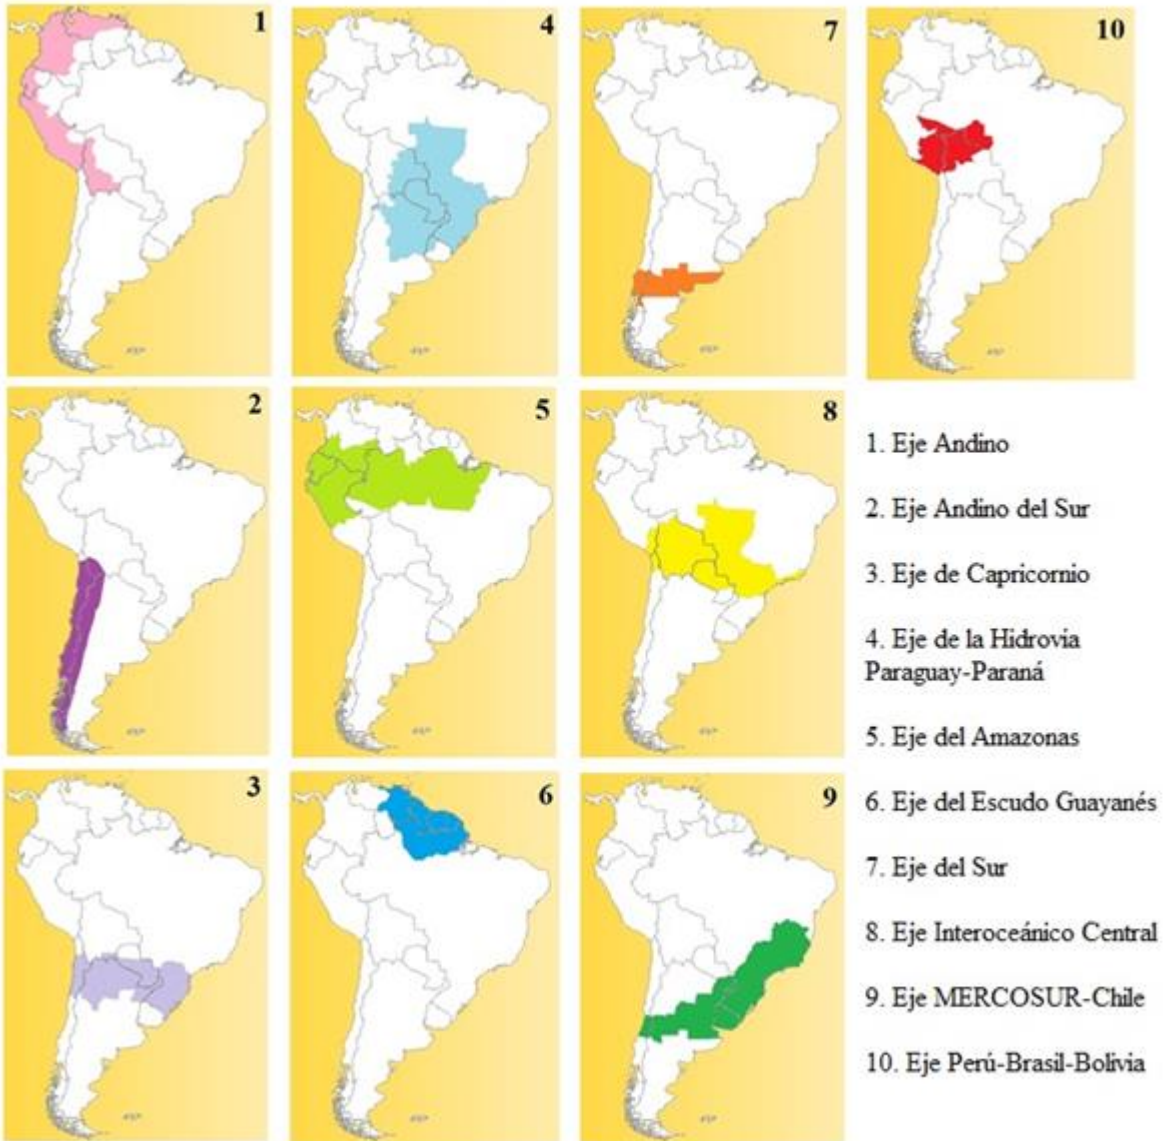 1
4
7
10
2
5
8
3
6
9
1. Eje Andino
2. Eje Andino del Sur
3. Eje de Capricornio
4. Eje de la Hidrovia
Paraguay-Paraná
5. Eje del Amazonas
6. Eje del Escudo Guayanés
7. Eje del Sur
8. Eje Interoceánico Central
9. Eje MERCOSUR-Chile
10. Eje Perú-Brasil-Bolivia